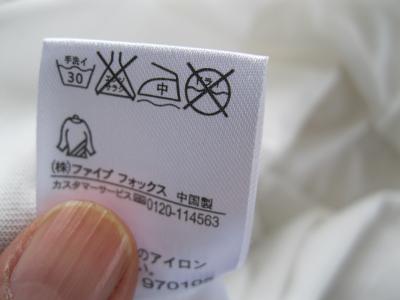 手洗イ
30
エンソ
サラシ
中
ドライ
(株)ファイブ フォックス 中国製
カスタマーサービス 0120-114563
のアイロン
い。
97010